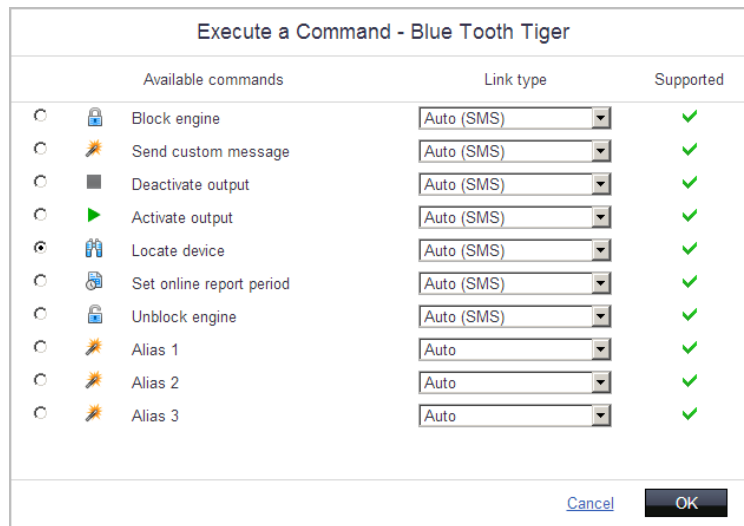 Execute a Command - Blue Tooth Tiger
Available commands Link type Supported
Block engine Auto (SMS)
Send custom message Auto (SMS)
Deactivate output Auto (SMS)
Activate output Auto (SMS)
Locate device Auto (SMS)
Set online report period Auto (SMS)
Unblock engine Auto (SMS)
Alias 1 Auto
Alias 2 Auto
Alias 3 Auto
Cancel OK